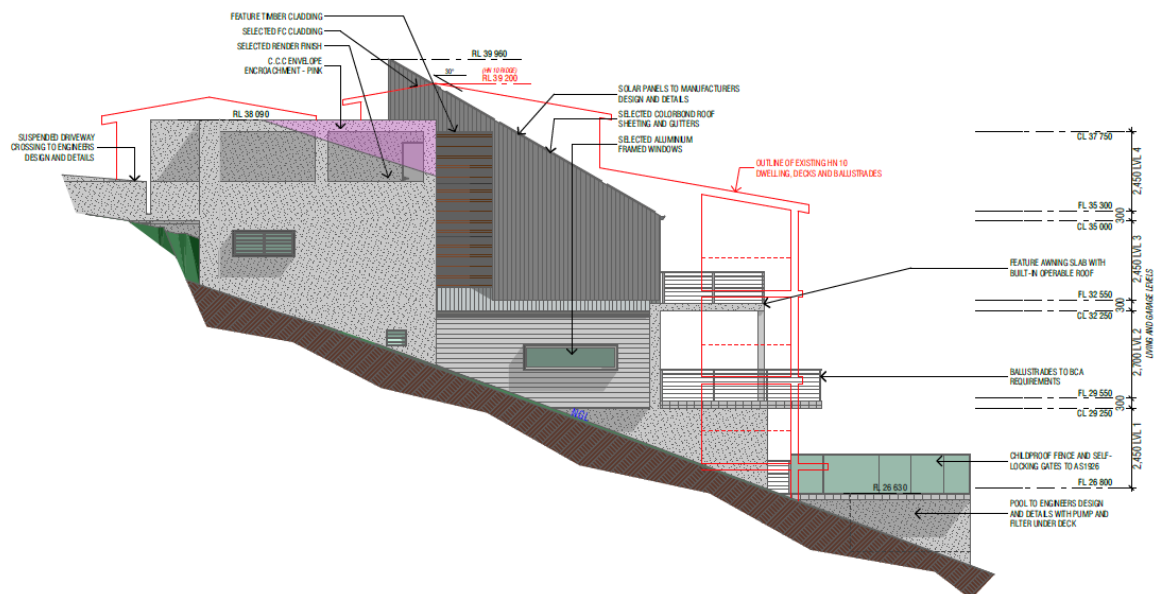 FEATURE TIMBER CLADDING
SELECTED FC CLADDING
SELECTED RENDER FINISH
C.C.C ENVELOPE
ENCROACHMENT - PINK
RL 39 960
30°
(HN 10 RIDGE)
RL 39 200
SOLAR PANELS TO MANUFACTURERS
DESIGN AND DETAILS
SELECTED COLORBOND ROOF
SHEETING AND GUTTERS
SELECTED ALUMINIUM
FRAMED WINDOWS
RL 38 090
SUSPENDED DRIVEWAY
CROSSING TO ENGINEERS
DESIGN AND DETAILS
OUTLINE OF EXISTING HN 10
DWELLING, DECKS AND BALUSTRADES
CL 37 750
2,450 LVL 4
FL 35 300
300
CL 35 000
FEATURE AWNING SLAB WITH
BUILT-IN OPERABLE ROOF
2,450 LVL 3
FL 32 550
300
CL 32 250
LIVING AND GARAGE LEVELS
2,700 LVL 2
BALUSTRADES TO BCA
REQUIREMENTS
FL 29 550
300
CL 29 250
NGL
2,450 LVL 1
CHILDPROOF FENCE AND SELF-
LOCKING GATES TO AS1926
FL 26 800
RL 26 630
POOL TO ENGINEERS DESIGN
AND DETAILS WITH PUMP AND
FILTER UNDER DECK